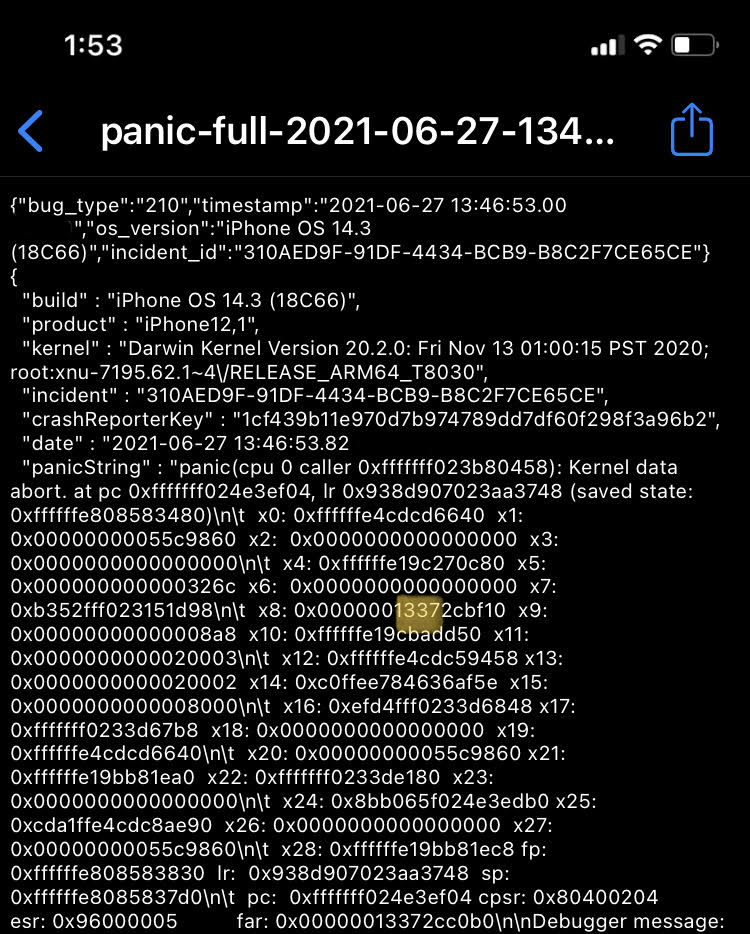 1:53
panic-full-2021-06-27-134...
{"bug_type":"210","timestamp":"2021-06-27 13:46:53.00
","os_version":"iPhone OS 14.3
(18C66)","incident_id":"310AED9F-91DF-4434-BCB9-B8C2F7CE65CE"}
{
"build" : "iPhone OS 14.3 (18C66)",
"product" : "iPhone12,1",
"kernel" : "Darwin Kernel Version 20.2.0: Fri Nov 13 01:00:15 PST 2020;
root:xnu-7195.62.1~4\/RELEASE_ARM64_T8030",
"incident" : "310AED9F-91DF-4434-BCB9-B8C2F7CE65CE",
"crashReporterKey" : "1cf439b11e970d7b974789dd7df60f298f3a96b2",
"date" : "2021-06-27 13:46:53.82
"panicString" : "panic(cpu 0 caller 0xfffffff023b80458): Kernel data
abort. at pc 0xfffffff024e3ef04, lr 0x938d907023aa3748 (saved state:
0xffffffe808583480)\n\t x0: 0xffffffe4cdcd6640 x1:
0x00000000055c9860 x2: 0x0000000000000000 x3:
0x0000000000000000\n\t x4: 0xffffffe19c270c80 x5:
0x000000000000326c x6: 0x0000000000000000 x7:
0xb352fff023151d98\n\t x8: 0x00000013372cbf10 x9:
0x00000000000008a8 x10: 0xffffffe19cbadd50 x11:
0x0000000000020003\n\t x12: 0xffffffe4cdc59458 x13:
0x0000000000020002 x14: 0xc0ffee784636af5e x15:
0x0000000000008000\n\t x16: 0xefd4fff0233d6848 x17:
0xfffffff0233d67b8 x18: 0x0000000000000000 x19:
0xffffffe4cdcd6640\n\t x20: 0x00000000055c9860 x21:
0xffffffe19bb81ea0 x22: 0xfffffff0233de180 x23:
0x0000000000000000\n\t x24: 0x8bb065f024e3edb0 x25:
0xcda1ffe4cdc8ae90 x26: 0x0000000000000000 x27:
0x00000000055c9860\n\t x28: 0xffffffe19bb81ec8 fp:
0xffffffe808583830 lr: 0x938d907023aa3748 sp:
0xffffffe8085837d0\n\t pc: 0xfffffff024e3ef04 cpsr: 0x80400204
esr: 0x96000005 far: 0x00000013372cc0b0\n\nDebugger message: